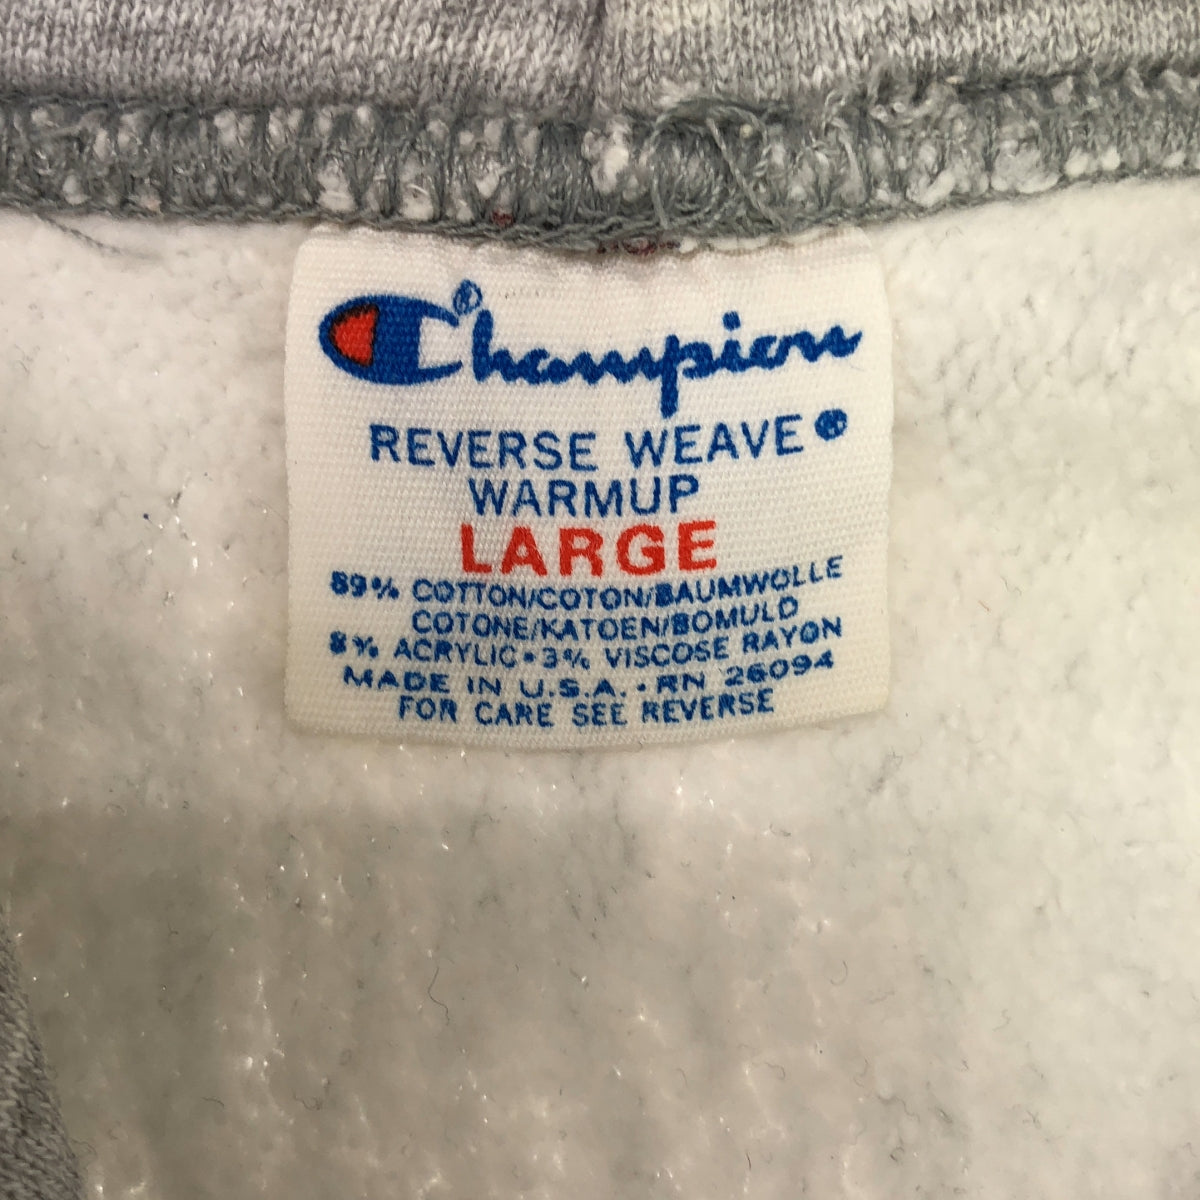 Champion®
REVERSE WEAVE®
WARMUP
LARGE
89% COTTON/COTON/BAUMWOLLE
COTONE/KATOEN/BOMULD
8% ACRYLIC•3% VISCOSE RAYON
MADE IN U.S.A. • RN 26094
FOR CARE SEE REVERSE